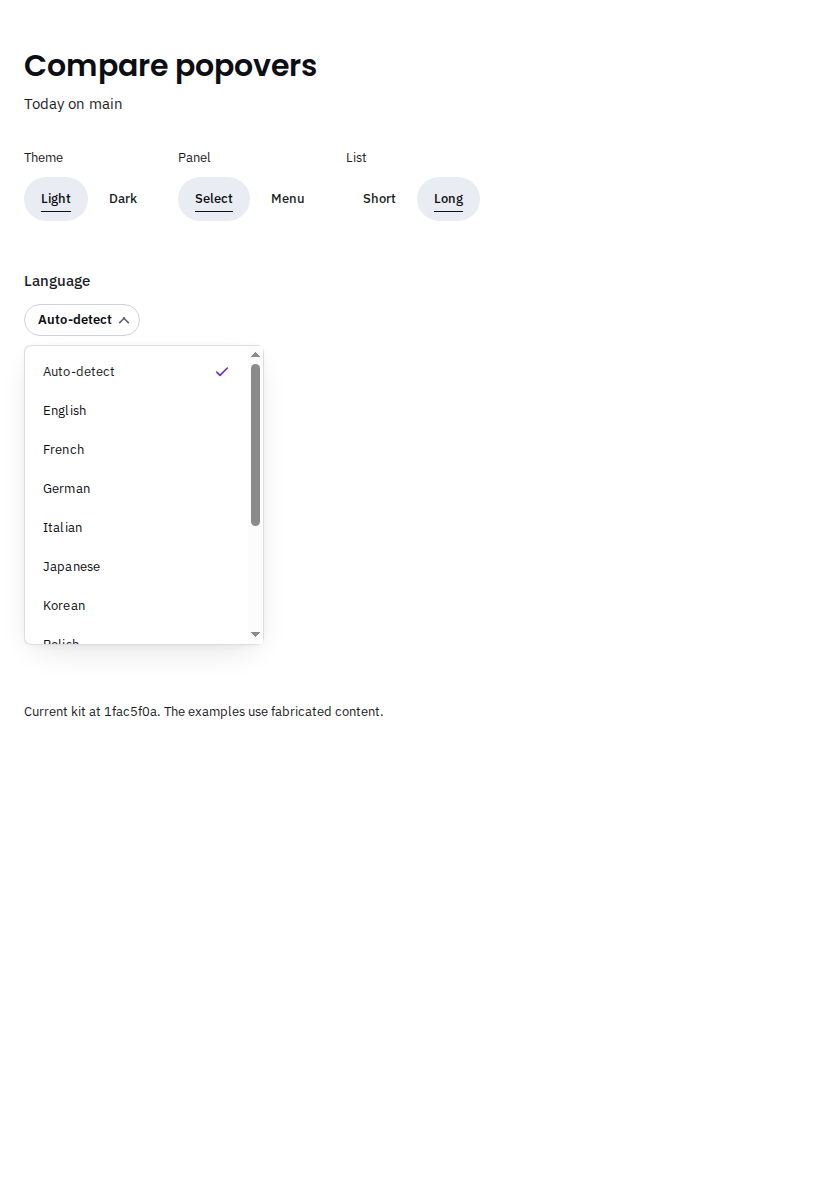 Compare popovers
Today on main
Theme Panel List
Light Dark Select Menu Short Long
Language
Auto-detect
Auto-detect
English
French
German
Italian
Japanese
Korean
Polish
Current kit at 1fac5f0a. The examples use fabricated content.